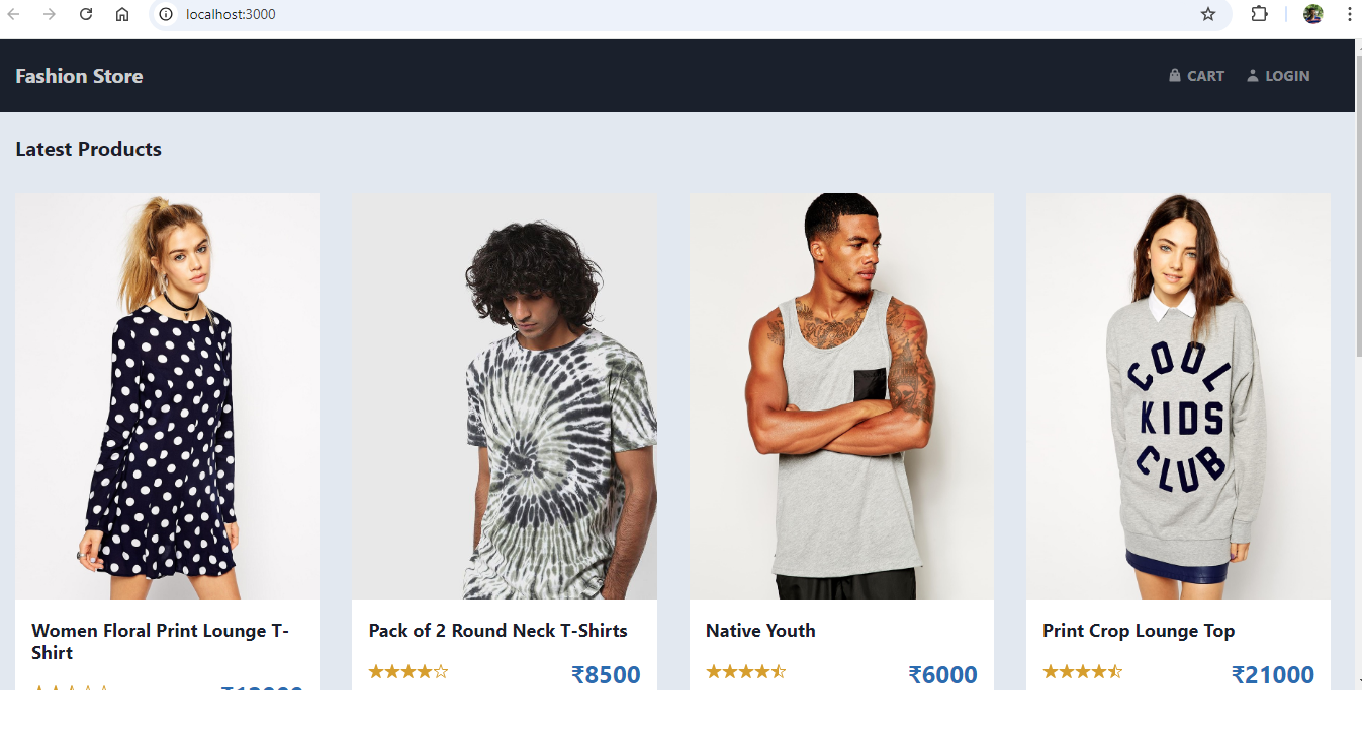 localhost:3000
Fashion Store
CART
LOGIN
Latest Products
COOL
KIDS
CLUB
Women Floral Print Lounge T-
Shirt
Pack of 2 Round Neck T-Shirts
Native Youth
Print Crop Lounge Top
₹8500
₹6000
₹21000